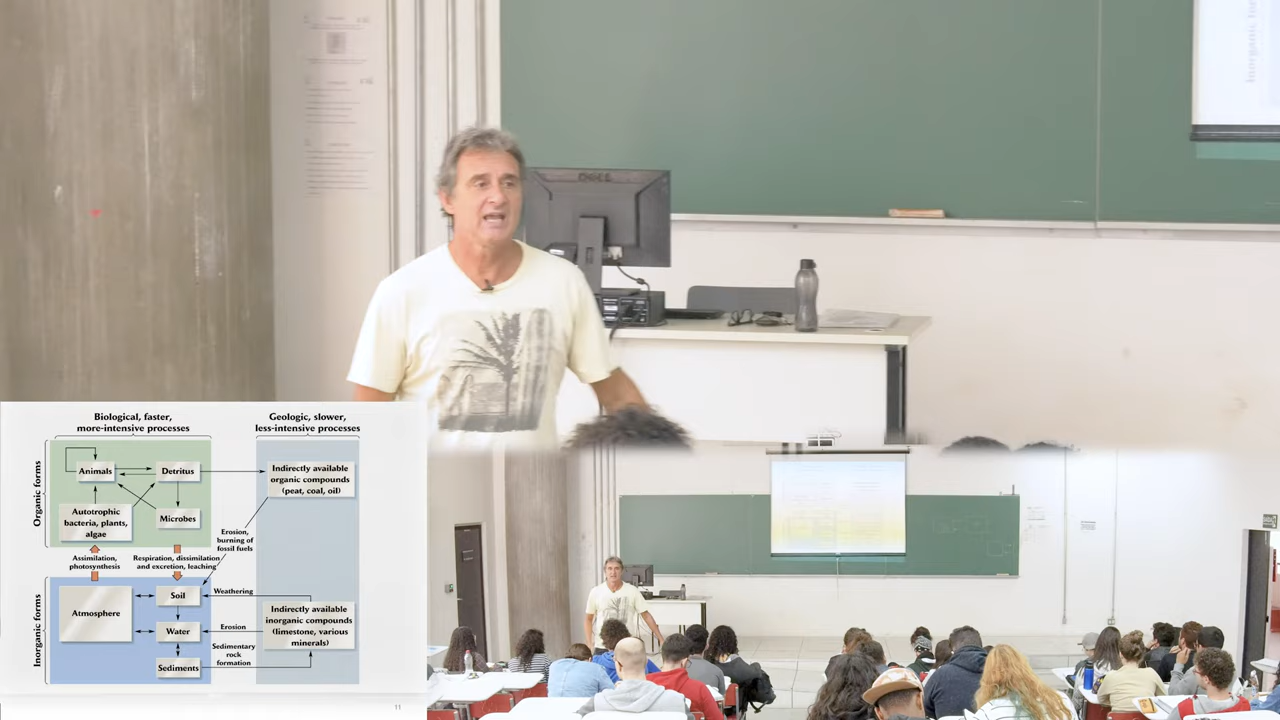 Biological, faster,
more-intensive processes
Geologic, slower,
less-intensive processes
Organic forms
Animals
Detritus
Autotrophic
bacteria, plants,
algae
Microbes
Indirectly available
organic compounds
(peat, coal, oil)
Erosion,
burning of
fossil fuels
Assimilation,
photosynthesis
Respiration, dissimilation
and excretion, leaching
Inorganic forms
Atmosphere
Soil
Water
Sediments
Weathering
Erosion
Sedimentary
rock
formation
Indirectly available
inorganic compounds
(limestone, various
minerals)
11